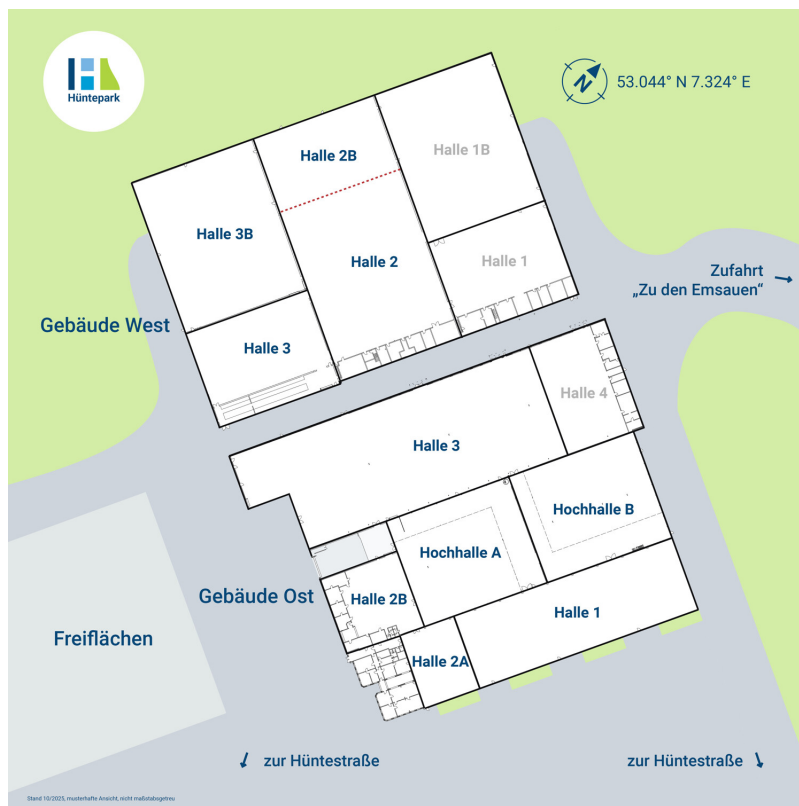 Hüntepark
N
53.044° N 7.324° E
Halle 2B
Halle 1B
Halle 3B
Halle 2
Halle 1
Zufahrt
„Zu den Emsauen“
Gebäude West
Halle 3
Halle 4
Halle 3
Hochhalle B
Hochhalle A
Gebäude Ost
Halle 2B
Halle 1
Freiflächen
Halle 2A
zur Hüntestraße
zur Hüntestraße
Stand 10/2025, musterhafte Ansicht, nicht maßstabsgetreu